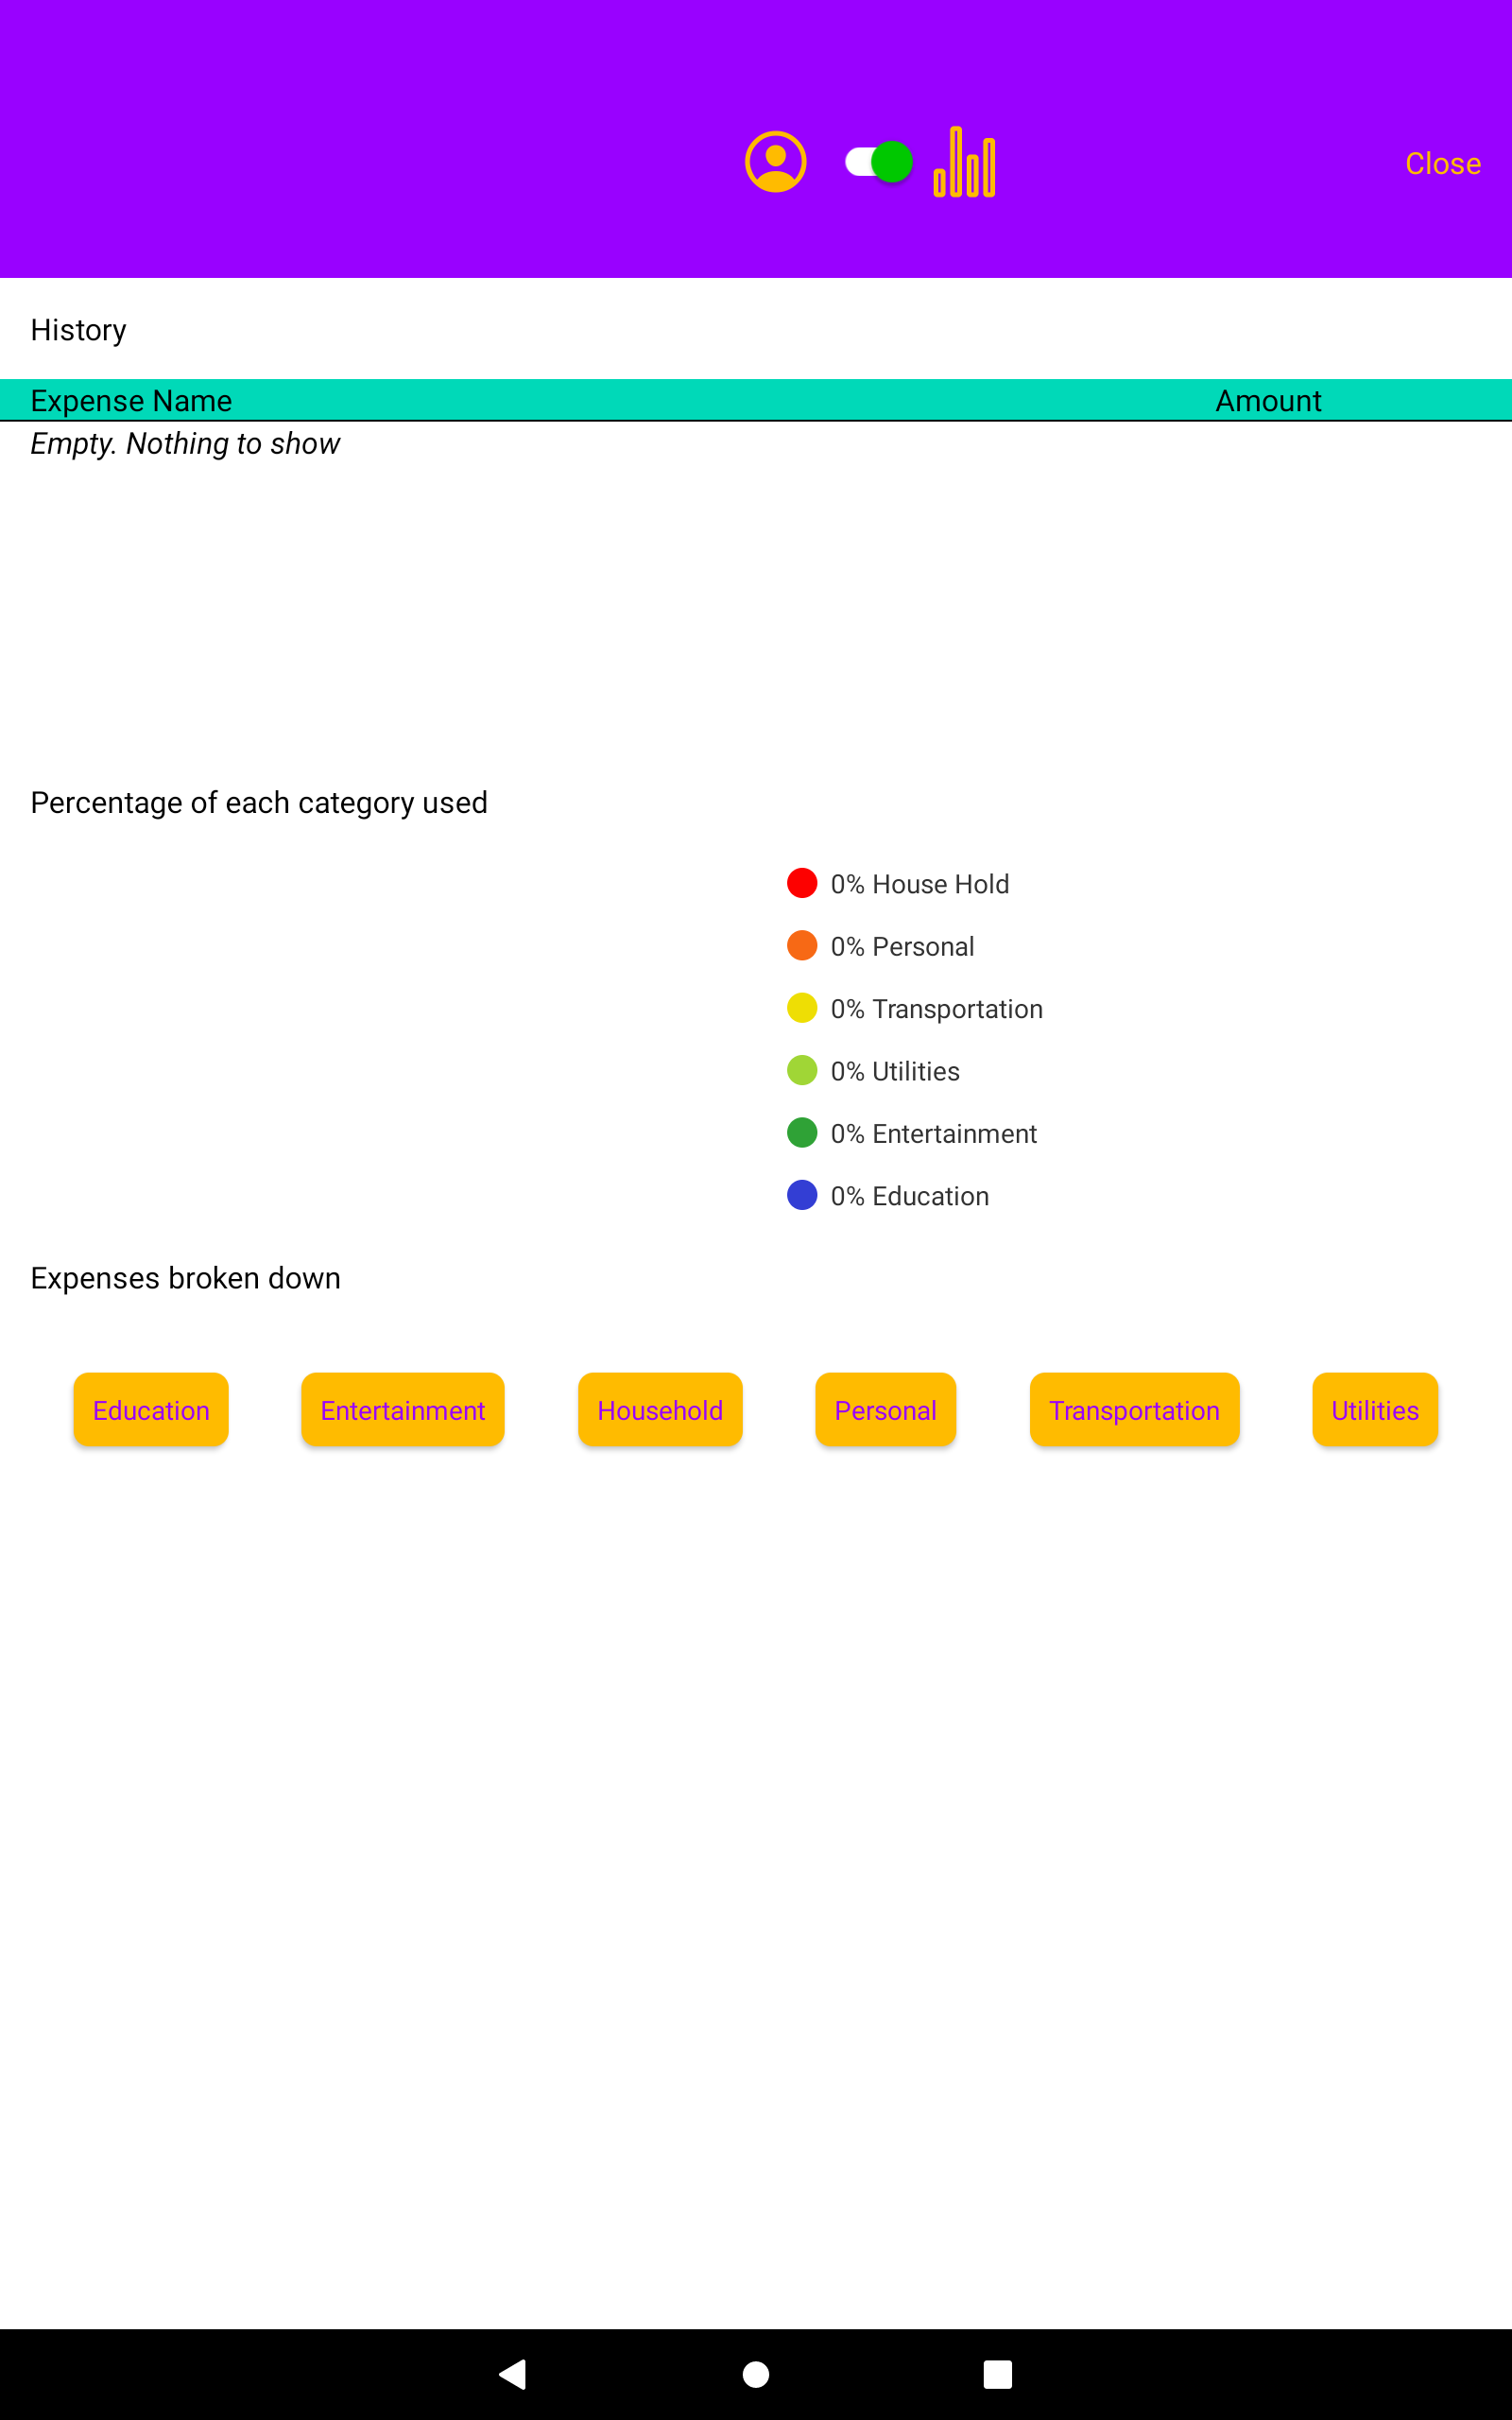 Close
History
Expense Name Amount
Empty. Nothing to show
Percentage of each category used
0% House Hold
0% Personal
0% Transportation
0% Utilities
0% Entertainment
0% Education
Expenses broken down
Education Entertainment Household Personal Transportation Utilities